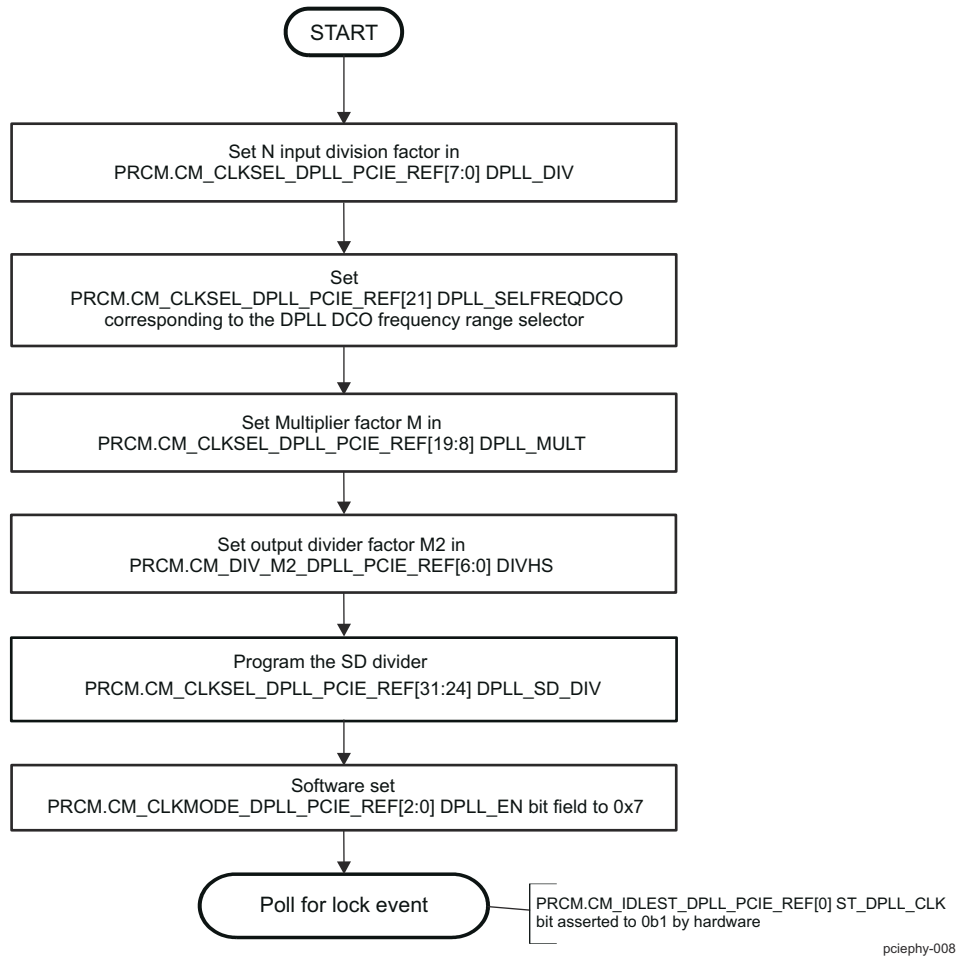 START
Set N input division factor in
PRCM.CM_CLKSEL_DPLL_PCIE_REF[7:0] DPLL_DIV
Set
PRCM.CM_CLKSEL_DPLL_PCIE_REF[21] DPLL_SELFREQDCO
corresponding to the DPLL DCO frequency range selector
Set Multiplier factor M in
PRCM.CM_CLKSEL_DPLL_PCIE_REF[19:8] DPLL_MULT
Set output divider factor M2 in
PRCM.CM_DIV_M2_DPLL_PCIE_REF[6:0] DIVHS
Program the SD divider
PRCM.CM_CLKSEL_DPLL_PCIE_REF[31:24] DPLL_SD_DIV
Software set
PRCM.CM_CLKMODE_DPLL_PCIE_REF[2:0] DPLL_EN bit field to 0x7
Poll for lock event
PRCM.CM_IDLEST_DPLL_PCIE_REF[0] ST_DPLL_CLK
bit asserted to 0b1 by hardware
pciephy-008